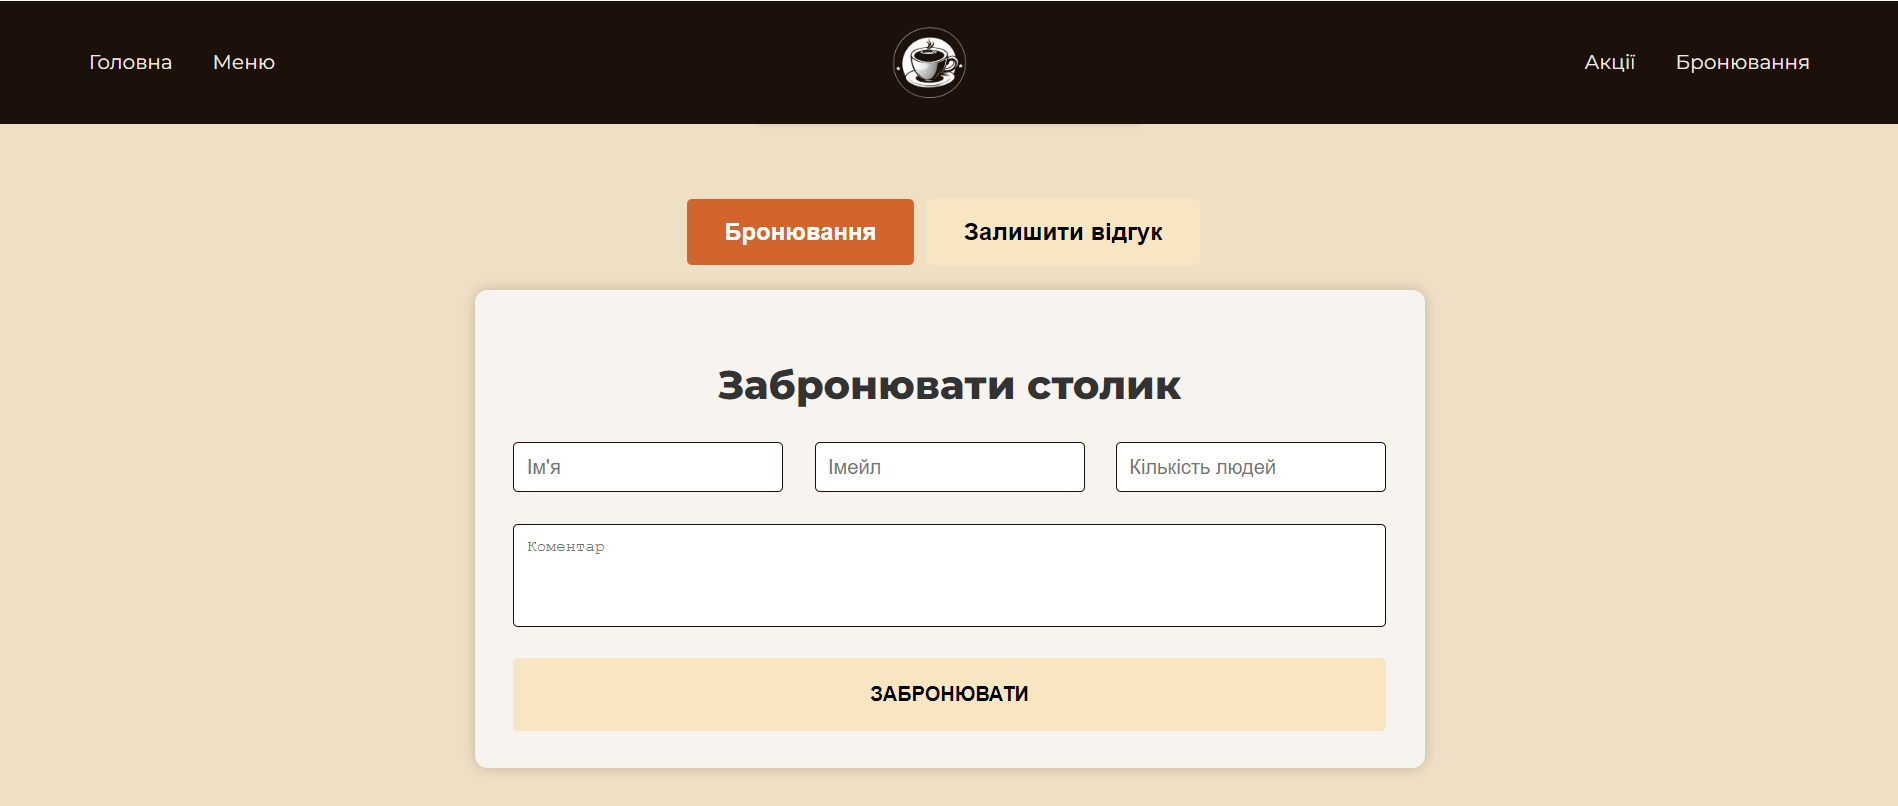 Головна Меню Акції Бронювання
Бронювання Залишити відгук
Забронювати столик
Ім'я Імейл Кількість людей
Коментар
ЗАБРОНЮВАТИ